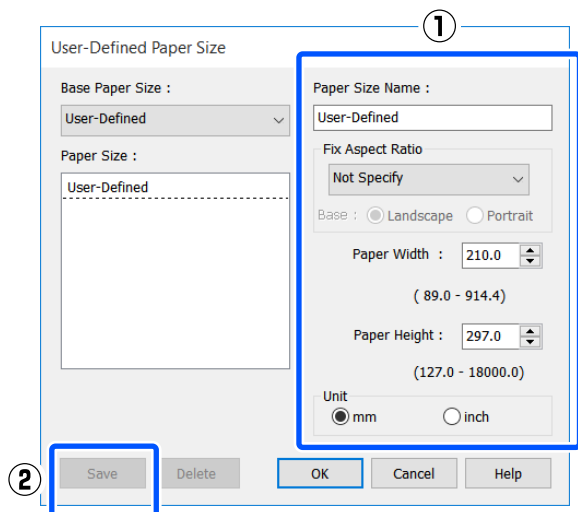 ①
User-Defined Paper Size
Base Paper Size :
User-Defined
Paper Size :
User-Defined
Paper Size Name :
User-Defined
Fix Aspect Ratio
Not Specify
Base : Landscape Portrait
Paper Width : 210.0
( 89.0 - 914.4)
Paper Height : 297.0
(127.0 - 18000.0)
Unit
mm inch
②
Save Delete OK Cancel Help